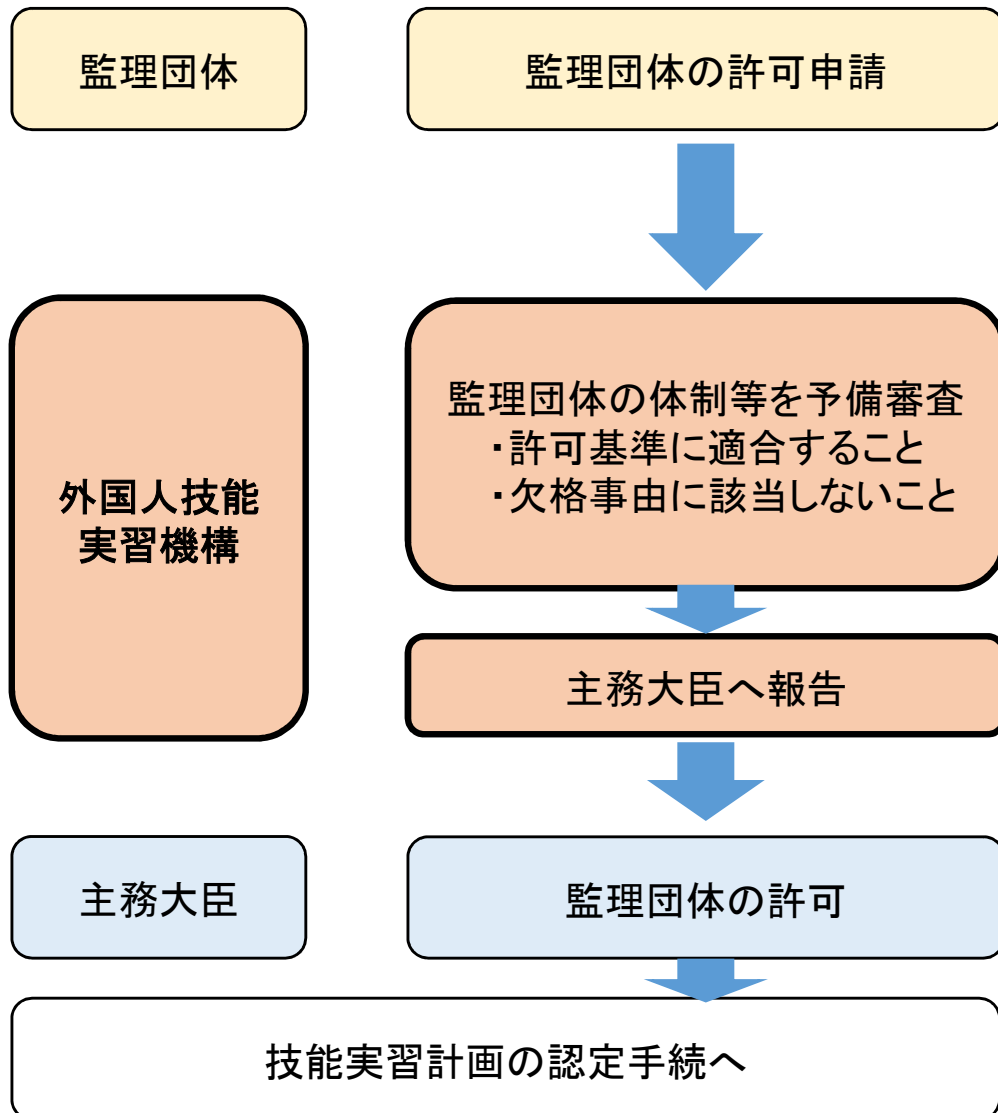 監理団体
監理団体の許可申請
外国人技能
実習機構
監理団体の体制等を予備審査
・許可基準に適合すること
・欠格事由に該当しないこと
主務大臣へ報告
主務大臣
監理団体の許可
技能実習計画の認定手続へ